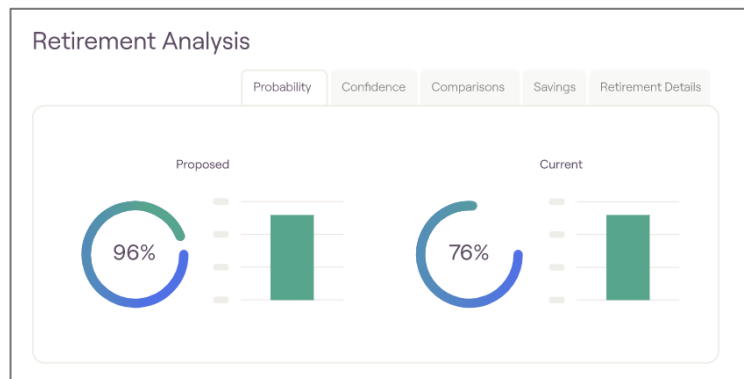 Retirement Analysis
Probability
Confidence
Comparisons
Savings
Retirement Details
Proposed
Current
96%
76%